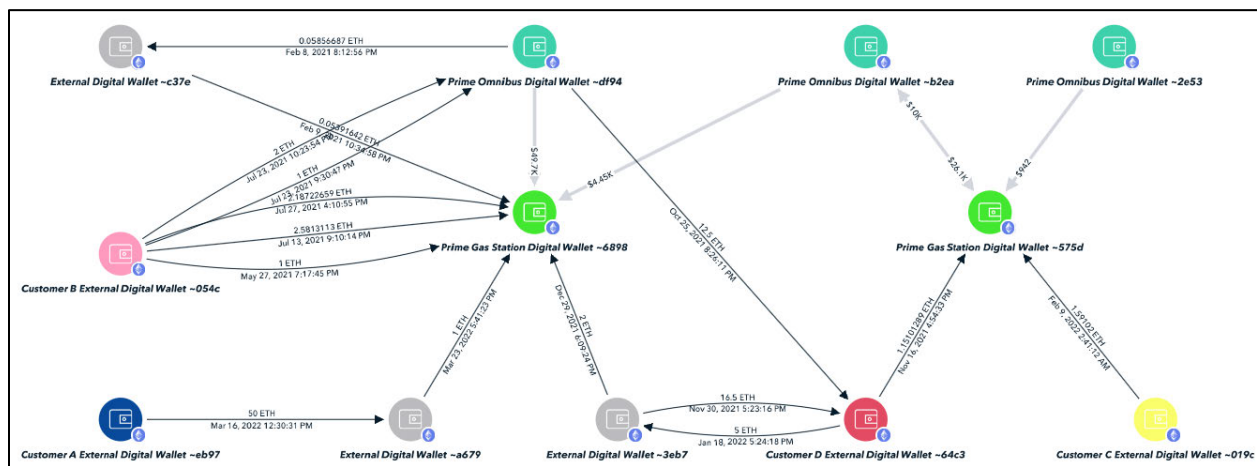 0.05856687 ETH
Feb 8, 2021 8:12:56 PM
External Digital Wallet ~c37e
Prime Omnibus Digital Wallet ~df94
Prime Omnibus Digital Wallet ~b2ea
Prime Omnibus Digital Wallet ~2e53
0.05391642 ETH
Feb 9, 2021 10:34:58 PM
2 ETH
Jul 23, 2021 10:23:54 PM
1 ETH
Jul 23, 2021 9:30:47 PM
2.18722659 ETH
Jul 27, 2021 4:10:55 PM
2.5813113 ETH
Jul 13, 2021 9:10:14 PM
1 ETH
May 27, 2021 7:17:45 PM
$49.7K
$4.45K
$10K
$26.1K
$942
Prime Gas Station Digital Wallet ~6898
Prime Gas Station Digital Wallet ~575d
Customer B External Digital Wallet ~054c
12.5 ETH
Oct 25, 2021 8:26:11 PM
1 ETH
Mar 23, 2022 5:41:23 PM
2 ETH
Dec 29, 2021 6:09:24 PM
1.15101289 ETH
Nov 16, 2021 4:54:33 PM
1.59102 ETH
Feb 9, 2022 2:41:12 AM
50 ETH
Mar 16, 2022 12:30:31 PM
16.5 ETH
Nov 30, 2021 5:23:16 PM
5 ETH
Jan 18, 2022 5:24:18 PM
Customer A External Digital Wallet ~eb97
External Digital Wallet ~a679
External Digital Wallet ~3eb7
Customer D External Digital Wallet ~64c3
Customer C External Digital Wallet ~019c